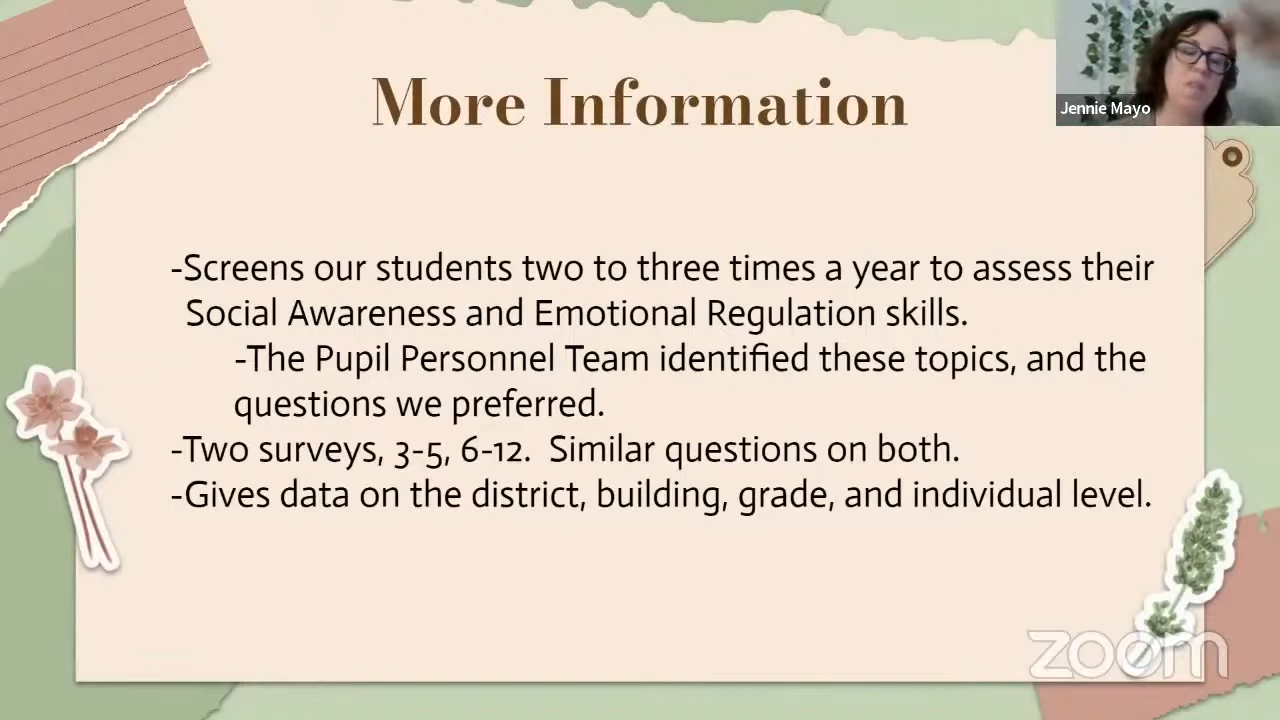 More Information
Jennie Mayo
-Screens our students two to three times a year to assess their
Social Awareness and Emotional Regulation skills.
-The Pupil Personnel Team identified these topics, and the
questions we preferred.
-Two surveys, 3-5, 6-12.  Similar questions on both.
-Gives data on the district, building, grade, and individual level.
zoom